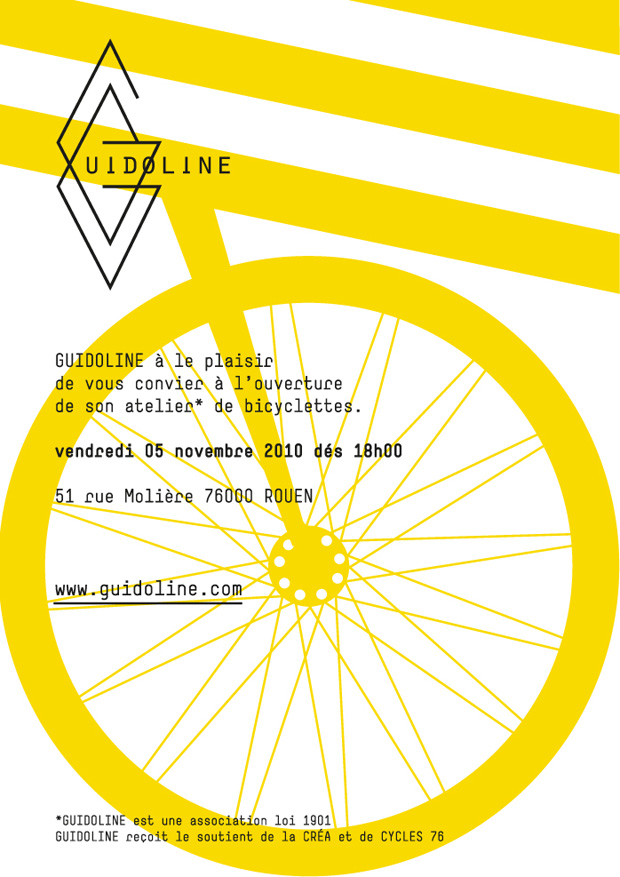 GUIDOLINE
GUIDOLINE à le plaisir
de vous convier à l'ouverture
de son atelier* de bicyclettes.
vendredi 05 novembre 2010 dés 18h00
51 rue Molière 76000 ROUEN
www.guidoline.com
*GUIDOLINE est une association loi 1901
GUIDOLINE reçoit le soutient de la CRÉA et de CYCLES 76